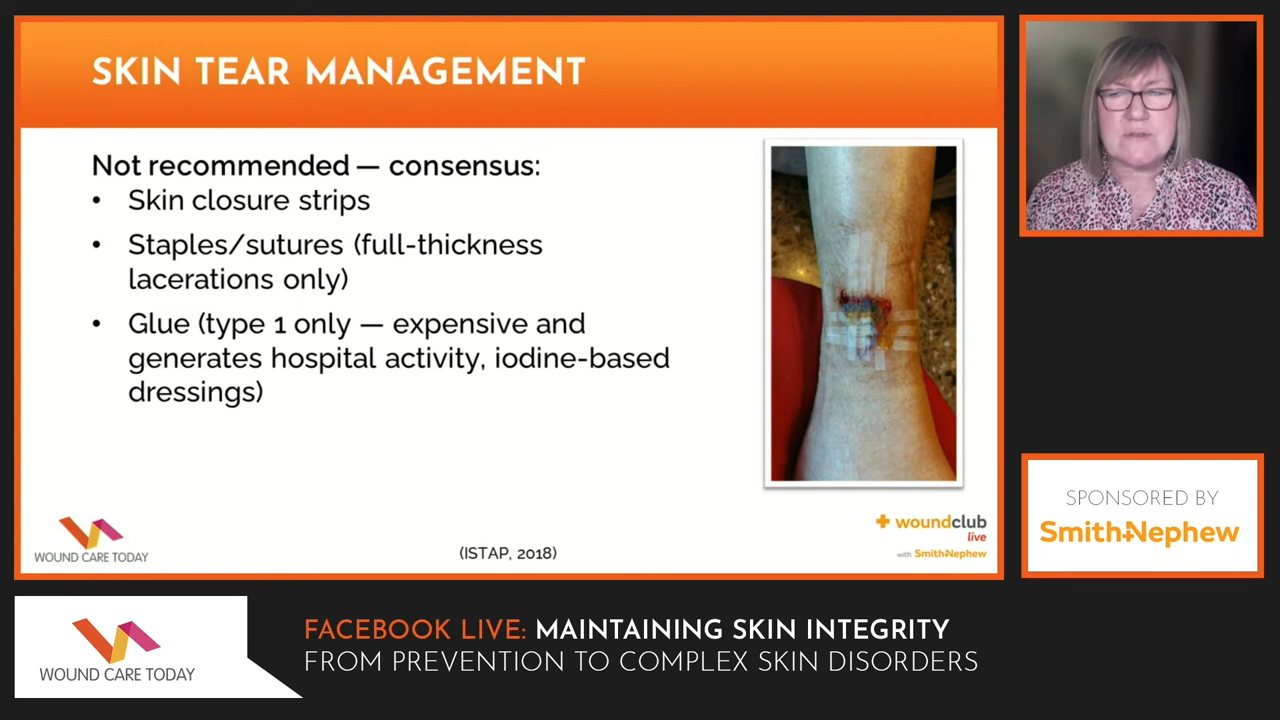 SKIN TEAR MANAGEMENT
Not recommended — consensus:
• Skin closure strips
• Staples/sutures (full-thickness
lacerations only)
• Glue (type 1 only — expensive and
generates hospital activity, iodine-based
dressings)
WOUND CARE TODAY
(ISTAP, 2018)
+ woundclub
live
with Smith+Nephew
SPONSORED BY
Smith+Nephew
WOUND CARE TODAY
FACEBOOK LIVE: MAINTAINING SKIN INTEGRITY
FROM PREVENTION TO COMPLEX SKIN DISORDERS